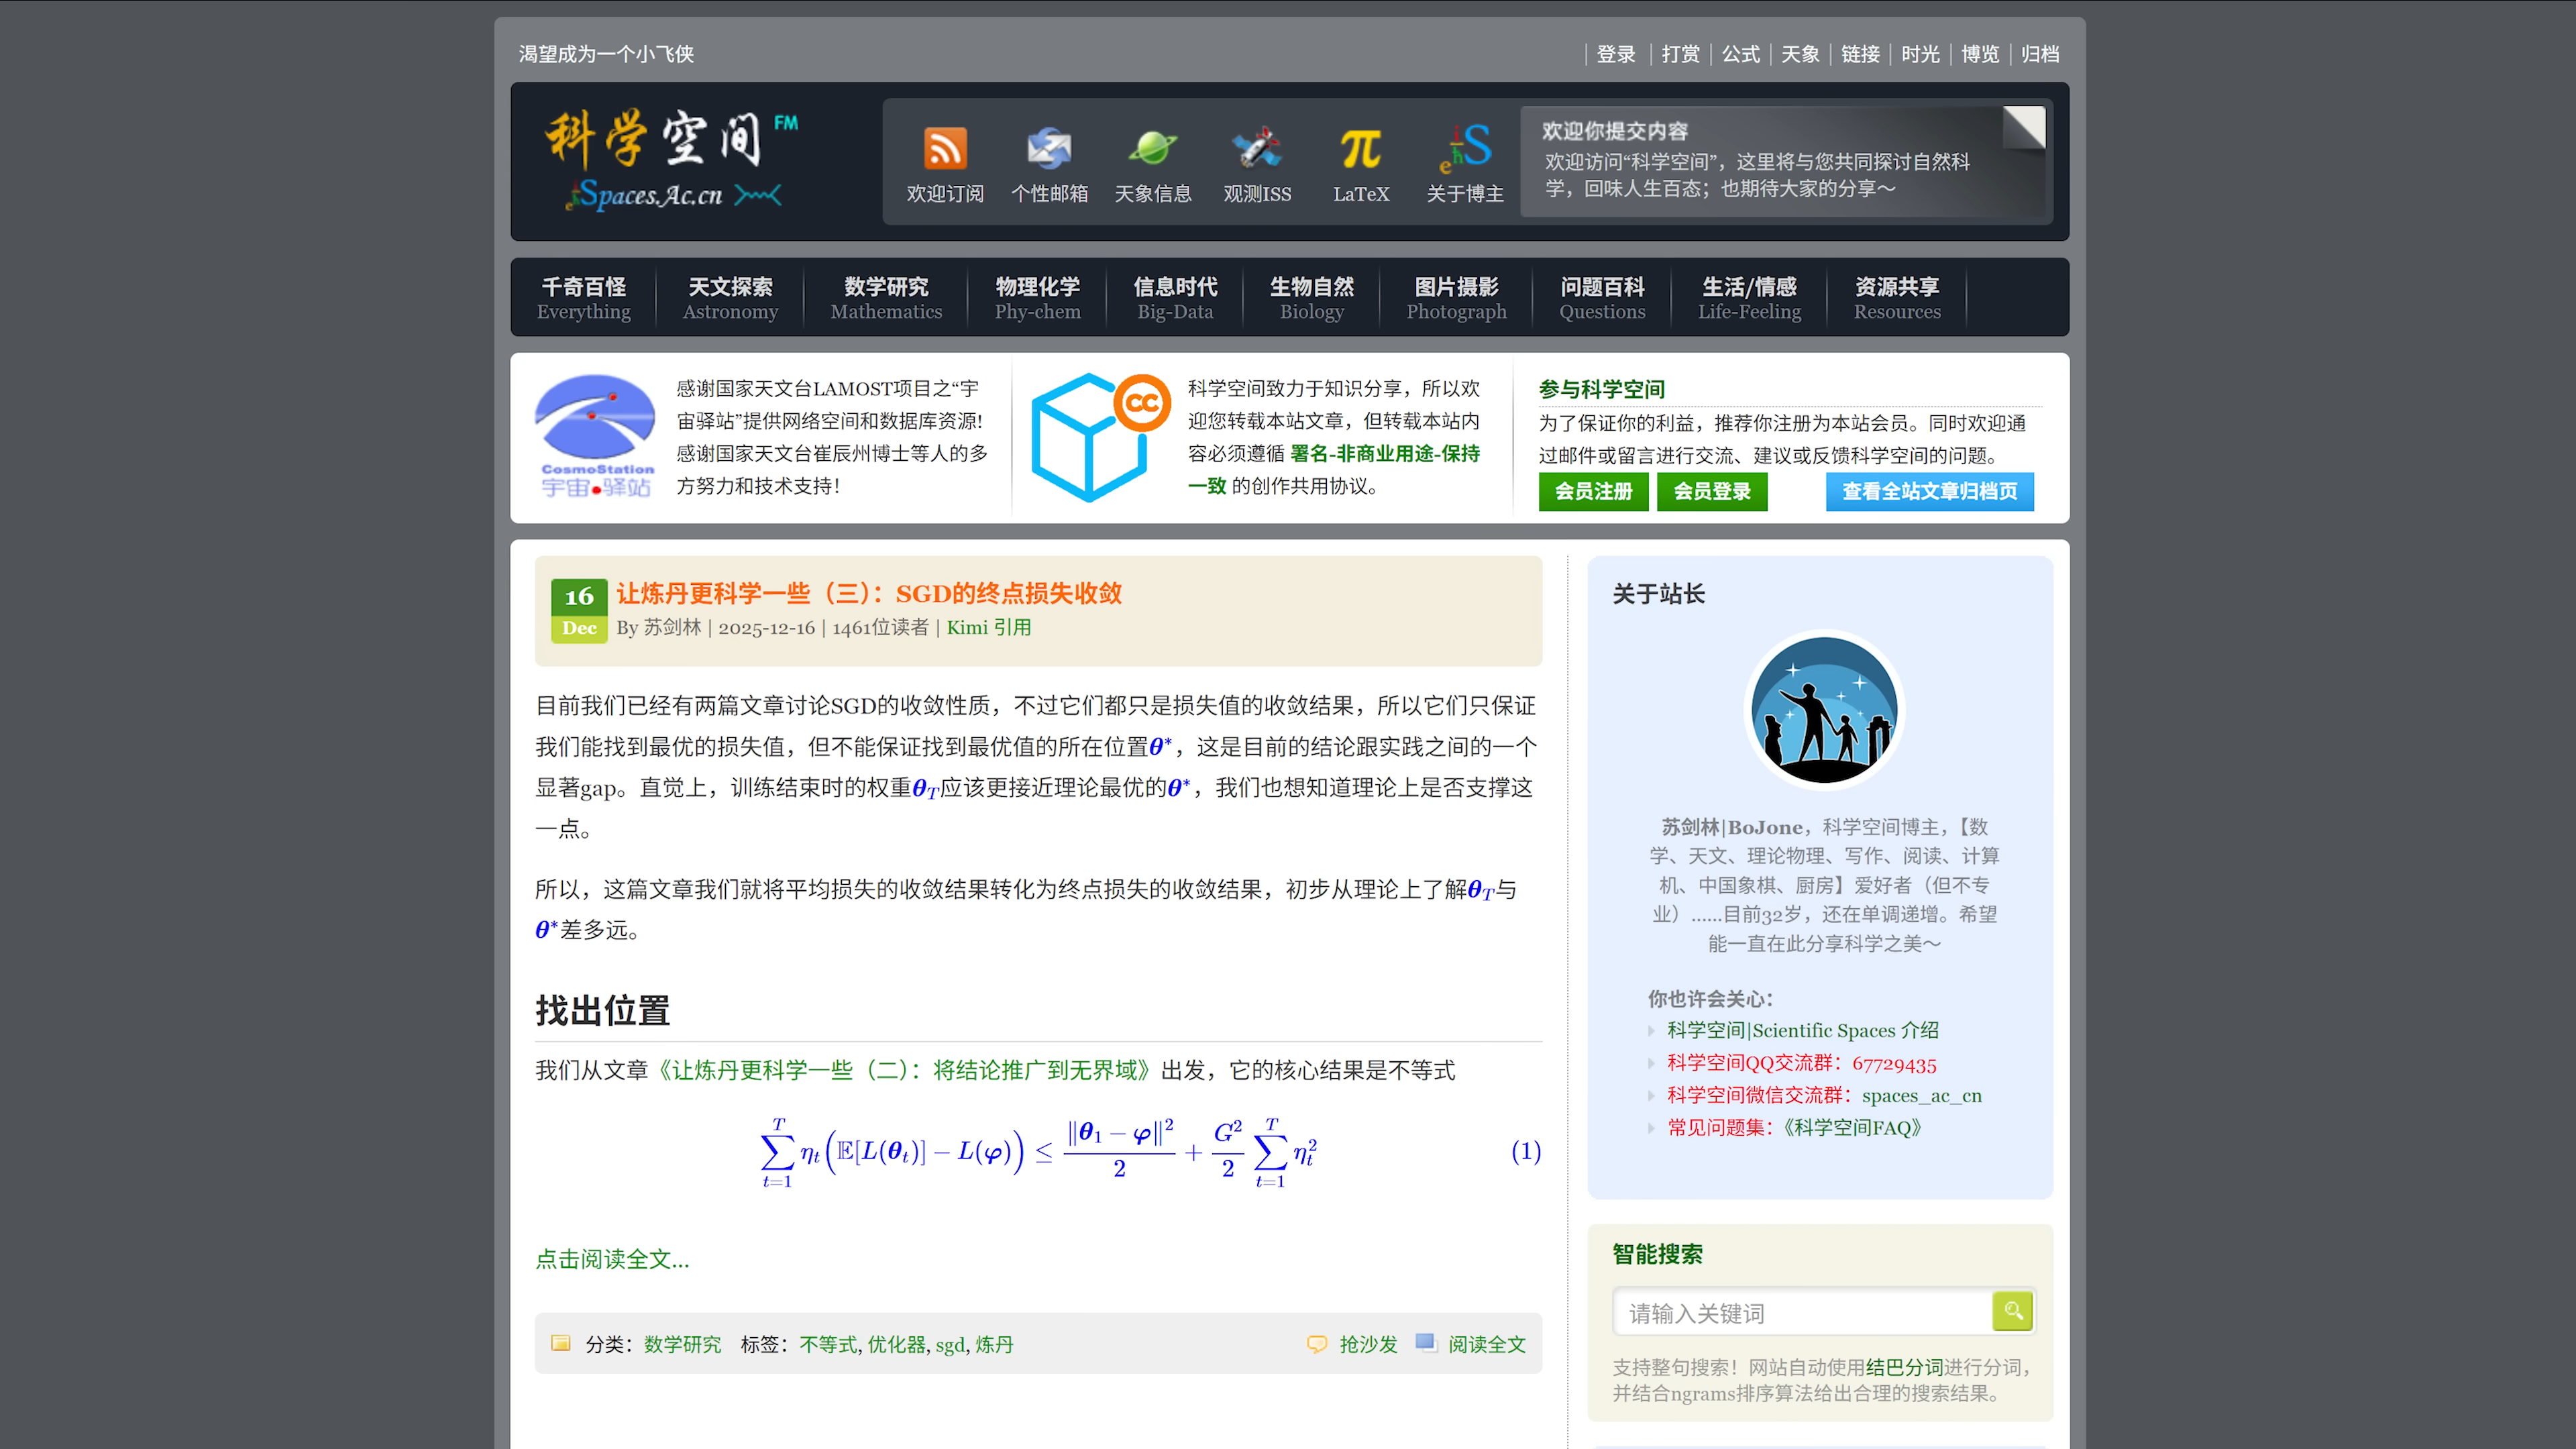 渴望成为一个小飞侠
登录 | 打赏 | 公式 | 天象 | 链接 | 时光 | 博览 | 归档
科学空间FM
Spaces.Ac.cn
欢迎订阅 个性邮箱 天象信息 观测ISS LaTeX 关于博主
欢迎你提交内容
欢迎访问“科学空间”，这里将与您共同探讨自然科
学，回味人生百态；也期待大家的分享～
千奇百怪 天文探索 数学研究 物理化学 信息时代 生物自然 图片摄影 问题百科 生活/情感 资源共享
Everything Astronomy Mathematics Phy-chem Big-Data Biology Photograph Questions Life-Feeling Resources
CosmoStation
宇宙•驿站
感谢国家天文台LAMOST项目之“宇
宙驿站”提供网络空间和数据库资源！
感谢国家天文台崔辰州博士等人的多
方努力和技术支持！
CC
科学空间致力于知识分享，所以欢
迎您转载本站文章，但转载本站内
容必须遵循 署名-非商业用途-保持
一致 的创作共用协议。
参与科学空间
为了保证你的利益，推荐你注册为本站会员。同时欢迎通
过邮件或留言进行交流、建议或反馈科学空间的问题。
会员注册 会员登录 查看全站文章归档页
16
Dec
让炼丹更科学一些（三）：SGD的终点损失收敛
By 苏剑林 | 2025-12-16 | 1461位读者 | Kimi 引用
目前我们已经有两篇文章讨论SGD的收敛性质，不过它们都只是损失值的收敛结果，所以它们只保证
我们能找到最优的损失值，但不能保证找到最优值的所在位置θ*，这是目前的结论跟实践之间的一个
显著gap。直觉上，训练结束时的权重θ_T应该更接近理论最优的θ*，我们也想知道理论上是否支撑这
一点。
所以，这篇文章我们就将平均损失的收敛结果转化为终点损失的收敛结果，初步从理论上了解θ_T与
θ*差多远。
找出位置
我们从文章《让炼丹更科学一些（二）：将结论推广到无界域》出发，它的核心结果是不等式
\sum_{t=1}^{T} η_t(𝔼[L(θ_t)] − L(φ)) ≤ \frac{‖θ_1 − φ‖^2}{2} + \frac{G^2}{2} \sum_{t=1}^{T} η_t^2 (1)
点击阅读全文...
分类：数学研究 标签：不等式, 优化器, sgd, 炼丹 抢沙发 阅读全文
关于站长
苏剑林|BoJone，科学空间博主，【数
学、天文、理论物理、写作、阅读、计算
机、中国象棋、厨房】爱好者（但不专
业）......目前32岁，还在单调递增。希望
能一直在此分享科学之美～
你也许会关心：
科学空间|Scientific Spaces 介绍
科学空间QQ交流群：67729435
科学空间微信交流群：spaces_ac_cn
常见问题集：《科学空间FAQ》
智能搜索
请输入关键词
支持整句搜索！网站自动使用结巴分词进行分词，
并结合ngrams排序算法给出合理的搜索结果。